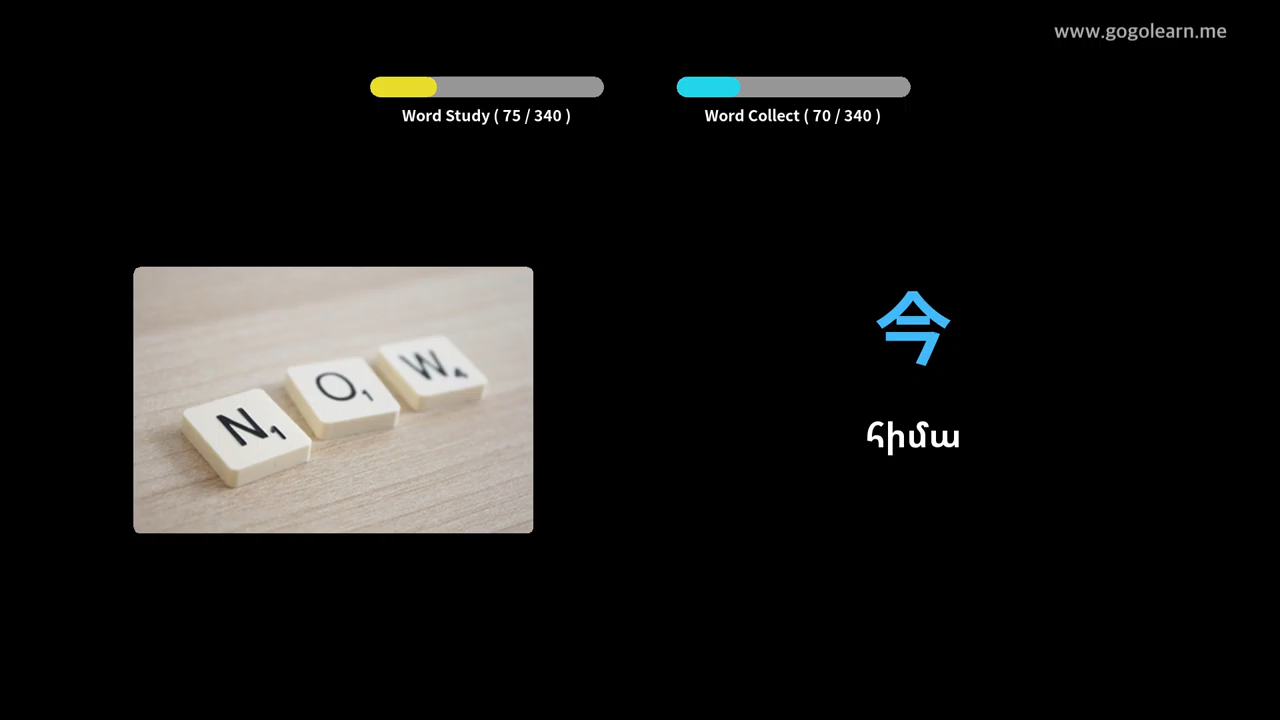 www.gogolearn.me
Word Study ( 75 / 340 )
Word Collect ( 70 / 340 )
N1 O1 W4
今
հիմա